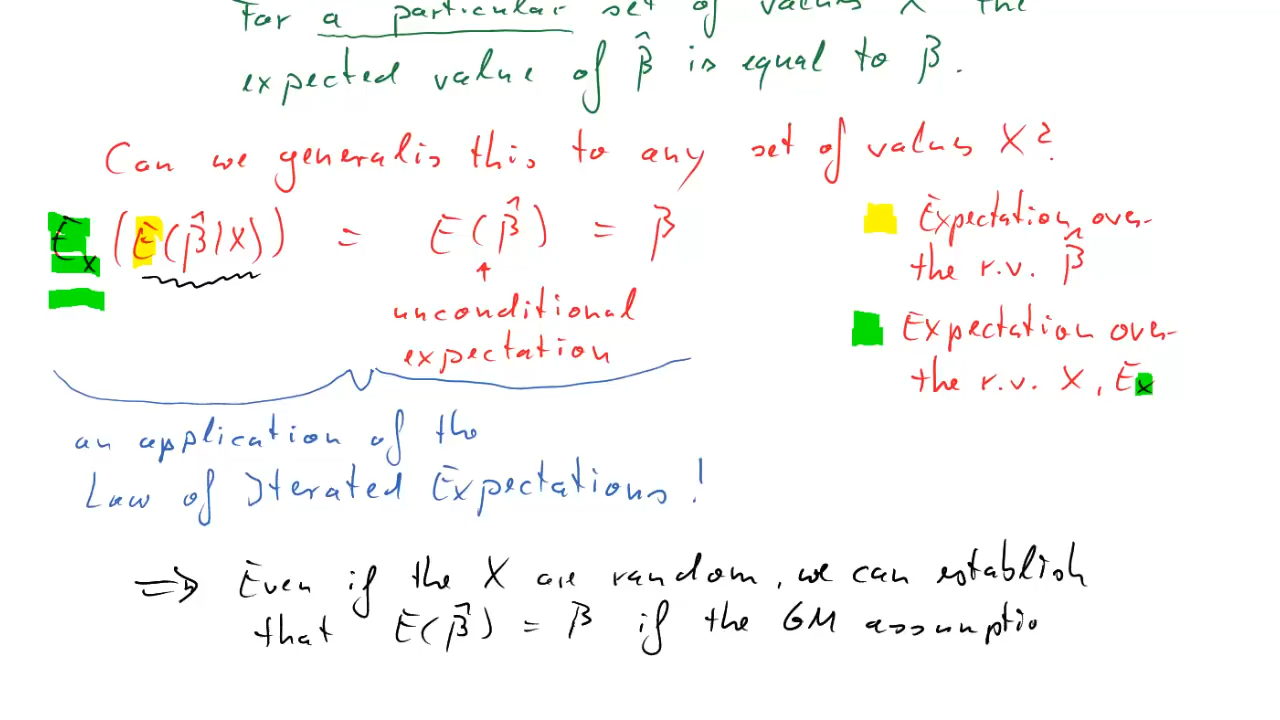 For a particular set of values X the
expected value of β̂ is equal to β.
Can we generalis this to any set of values X?
E_x (E(β̂|X)) = E(β̂) = β
unconditional
expectation
Expectation over
the r.v. β̂
Expectation over
the r.v. X, E_x
an application of the
Law of Iterated Expectations!
⇒ Even if the X are random, we can establish
that E(β̂) = β if the GM assumptio